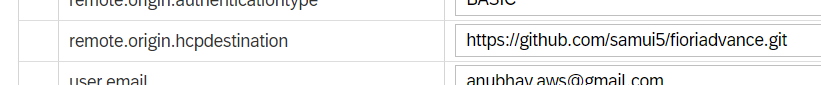 remote.origin.authenticationtype BASIC
remote.origin.hcpdestination https://github.com/samui5/fioriadvance.git
user.email anubhav.aws@gmail.com